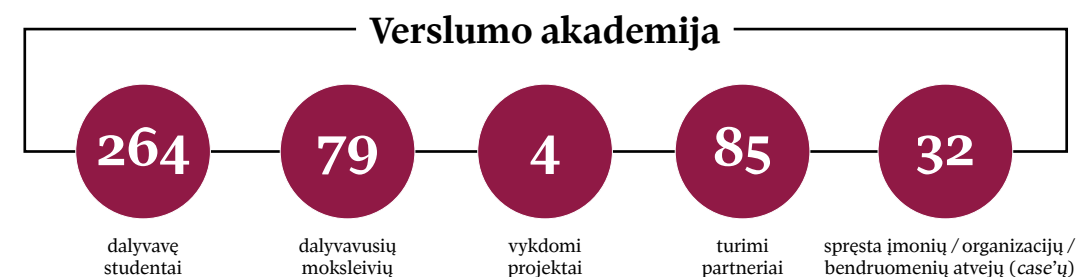 Verslumo akademija
264
79
4
85
32
dalyvavę
studentai
dalyvavusių
moksleivių
vykdomi
projektai
turimi
partneriai
spręsta įmonių / organizacijų /
bendruomenių atvejų (case'ų)